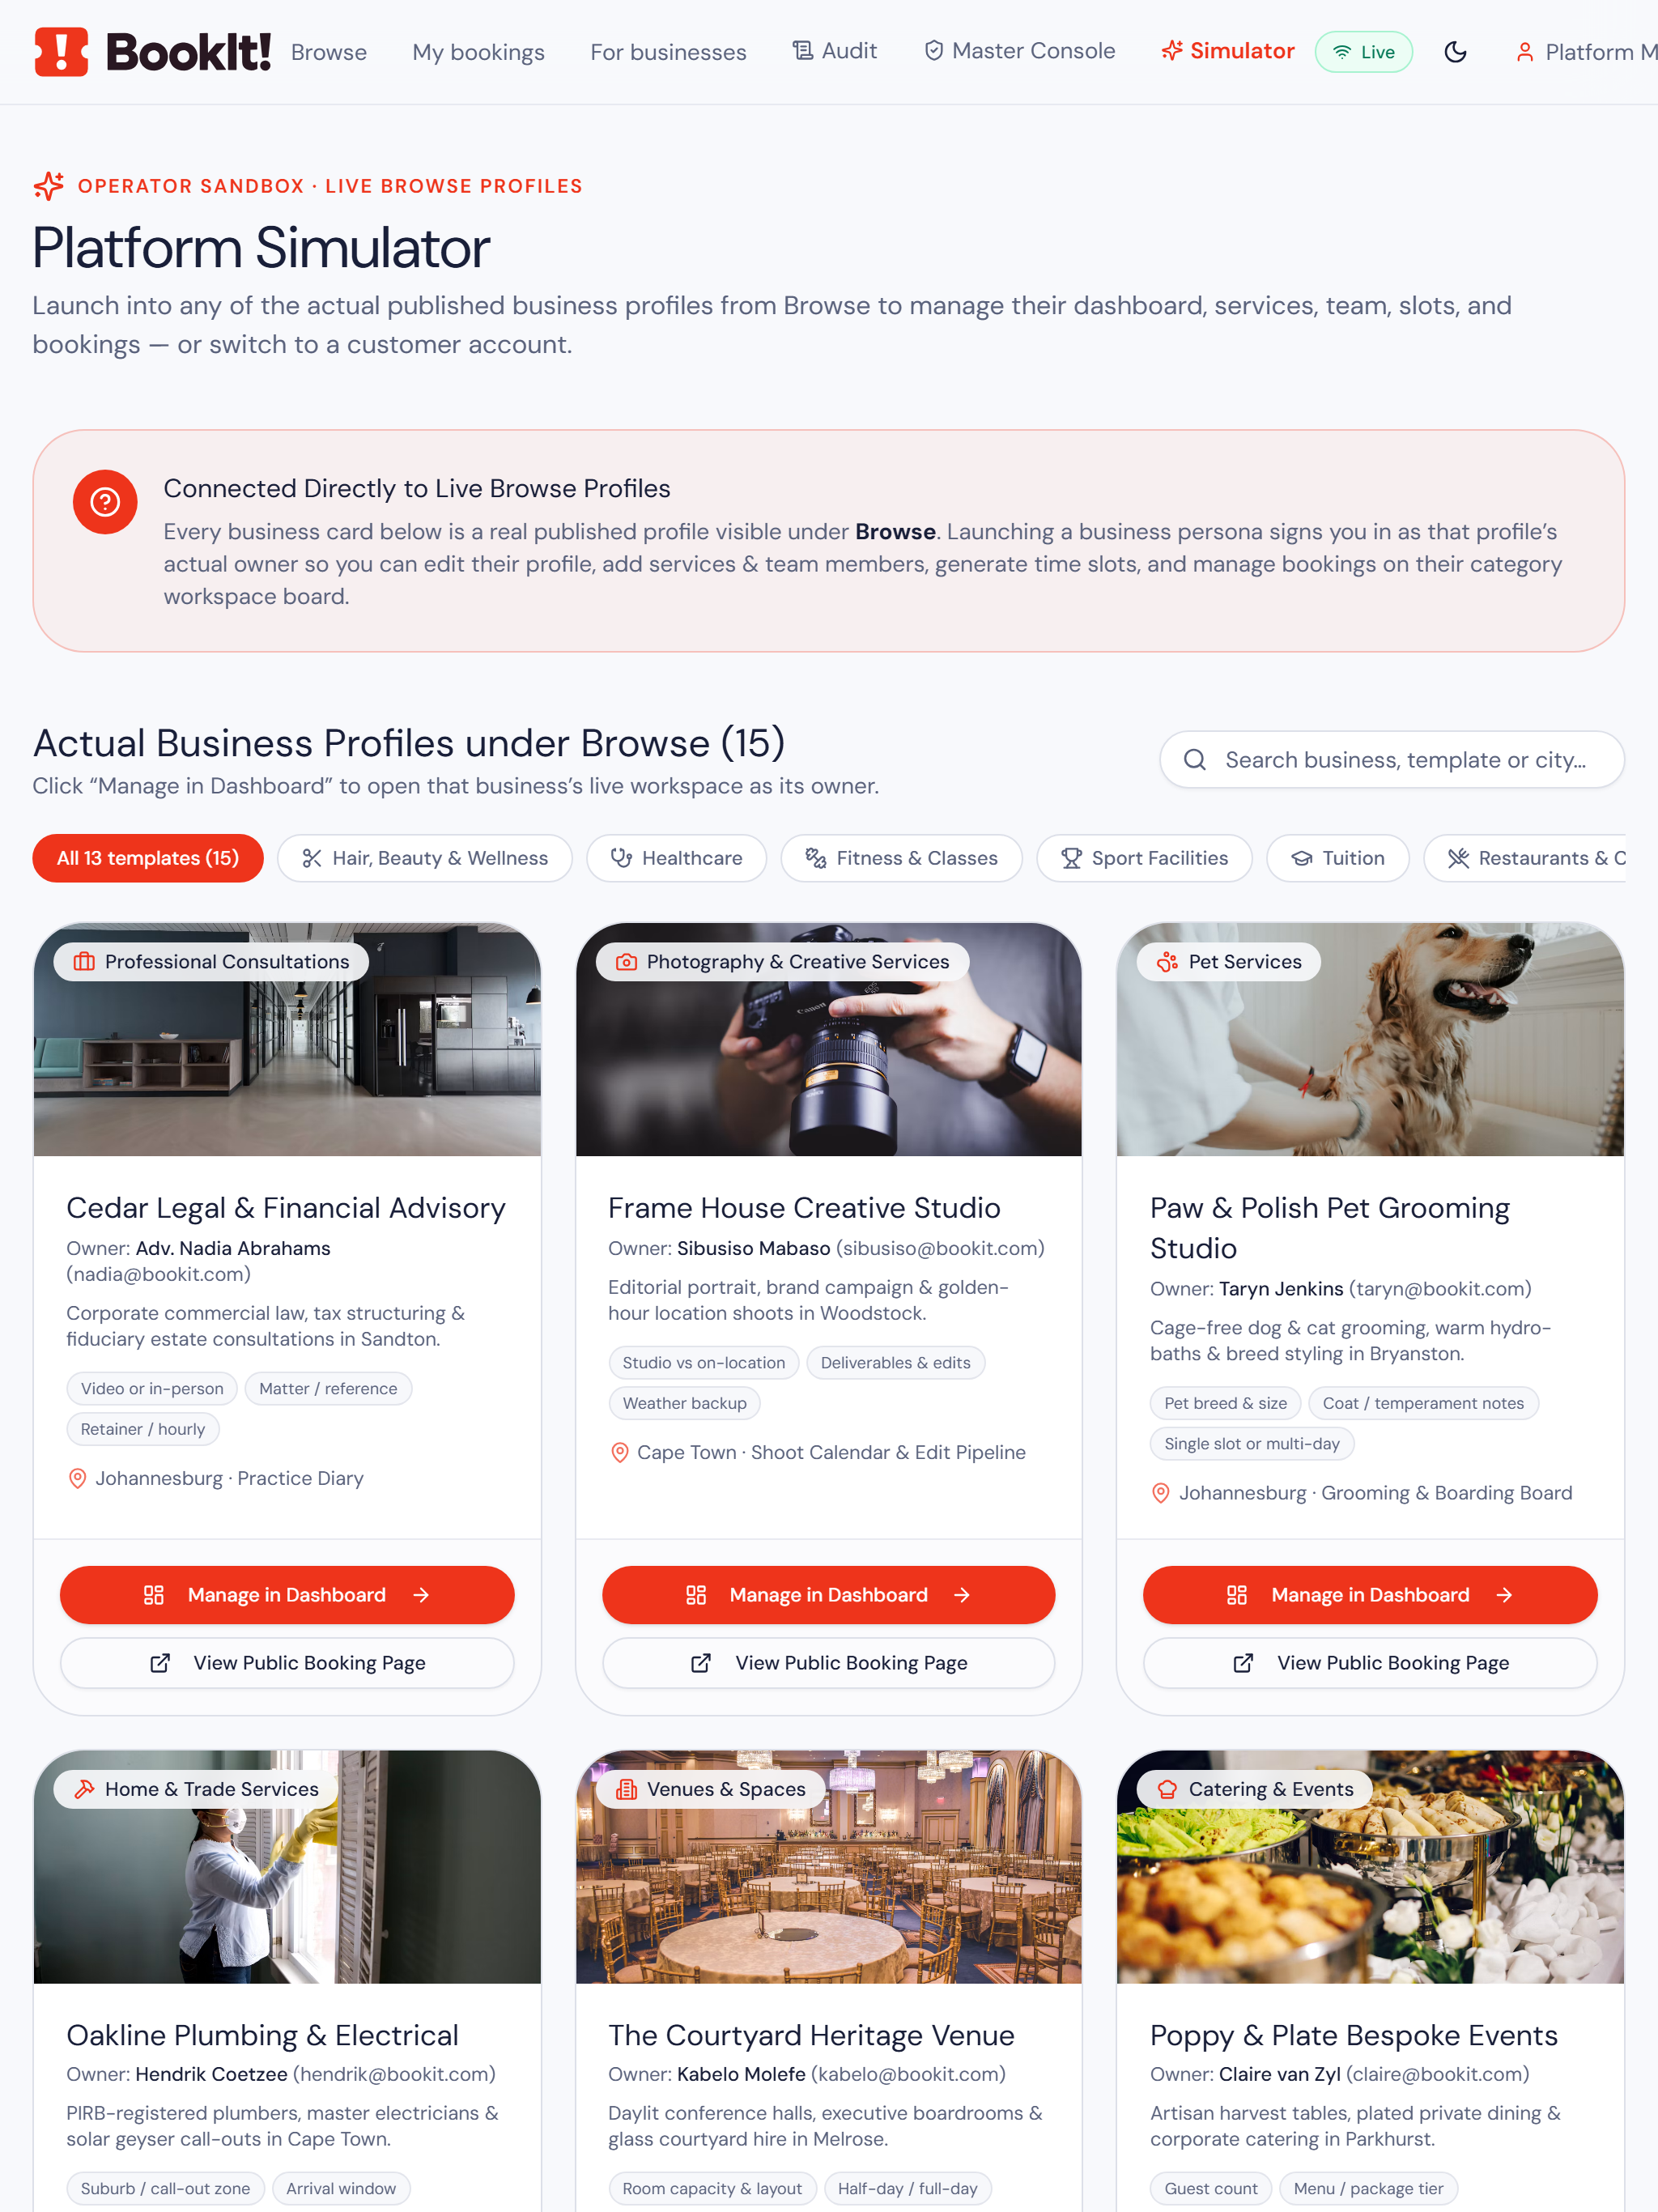 BookIt!
Browse
My bookings
For businesses
Audit
Master Console
Simulator
Live
Platform M
OPERATOR SANDBOX · LIVE BROWSE PROFILES
Platform Simulator
Launch into any of the actual published business profiles from Browse to manage their dashboard, services, team, slots, and
bookings — or switch to a customer account.
Connected Directly to Live Browse Profiles
Every business card below is a real published profile visible under Browse. Launching a business persona signs you in as that profile’s
actual owner so you can edit their profile, add services & team members, generate time slots, and manage bookings on their category
workspace board.
Actual Business Profiles under Browse (15)
Click “Manage in Dashboard” to open that business’s live workspace as its owner.
Search business, template or city...
All 13 templates (15)
Hair, Beauty & Wellness
Healthcare
Fitness & Classes
Sport Facilities
Tuition
Restaurants & C
Professional Consultations
Cedar Legal & Financial Advisory
Owner: Adv. Nadia Abrahams
(nadia@bookit.com)
Corporate commercial law, tax structuring &
fiduciary estate consultations in Sandton.
Video or in-person
Matter / reference
Retainer / hourly
Johannesburg · Practice Diary
Manage in Dashboard
View Public Booking Page
Photography & Creative Services
Canon
Frame House Creative Studio
Owner: Sibusiso Mabaso (sibusiso@bookit.com)
Editorial portrait, brand campaign & golden-
hour location shoots in Woodstock.
Studio vs on-location
Deliverables & edits
Weather backup
Cape Town · Shoot Calendar & Edit Pipeline
Manage in Dashboard
View Public Booking Page
Pet Services
Paw & Polish Pet Grooming
Studio
Owner: Taryn Jenkins (taryn@bookit.com)
Cage-free dog & cat grooming, warm hydro-
baths & breed styling in Bryanston.
Pet breed & size
Coat / temperament notes
Single slot or multi-day
Johannesburg · Grooming & Boarding Board
Manage in Dashboard
View Public Booking Page
Home & Trade Services
Oakline Plumbing & Electrical
Owner: Hendrik Coetzee (hendrik@bookit.com)
PIRB-registered plumbers, master electricians &
solar geyser call-outs in Cape Town.
Suburb / call-out zone
Arrival window
Venues & Spaces
The Courtyard Heritage Venue
Owner: Kabelo Molefe (kabelo@bookit.com)
Daylit conference halls, executive boardrooms &
glass courtyard hire in Melrose.
Room capacity & layout
Half-day / full-day
Catering & Events
Poppy & Plate Bespoke Events
Owner: Claire van Zyl (claire@bookit.com)
Artisan harvest tables, plated private dining &
corporate catering in Parkhurst.
Guest count
Menu / package tier